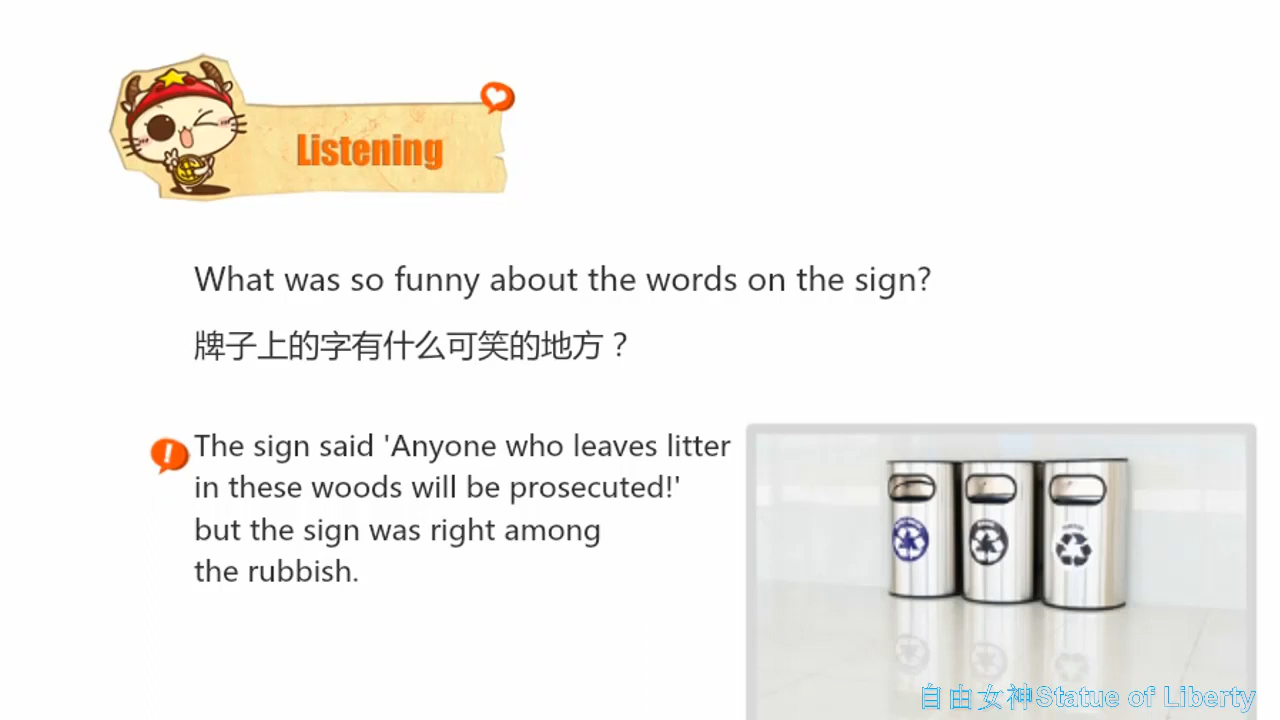 Listening
What was so funny about the words on the sign?
牌子上的字有什么可笑的地方？
The sign said 'Anyone who leaves litter
in these woods will be prosecuted!'
but the sign was right among
the rubbish.
自由女神Statue of Liberty